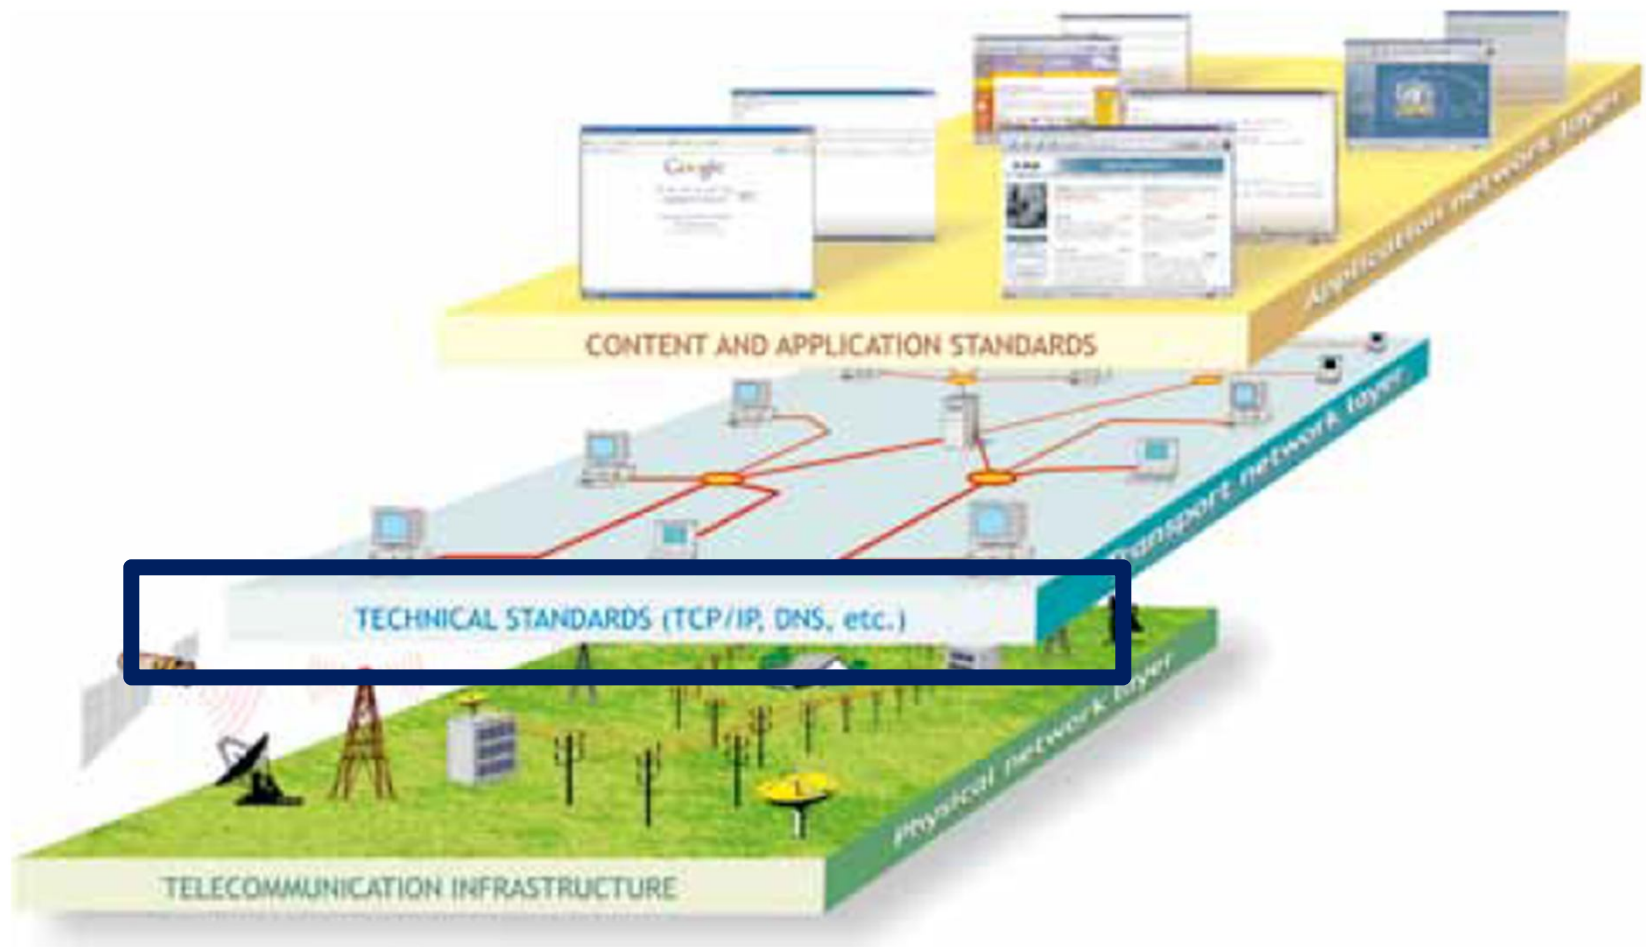 Google
CONTENT AND APPLICATION STANDARDS
Application network layer
TECHNICAL STANDARDS (TCP/IP, DNS, etc.)
Transport network layer
TELECOMMUNICATION INFRASTRUCTURE
Physical network layer